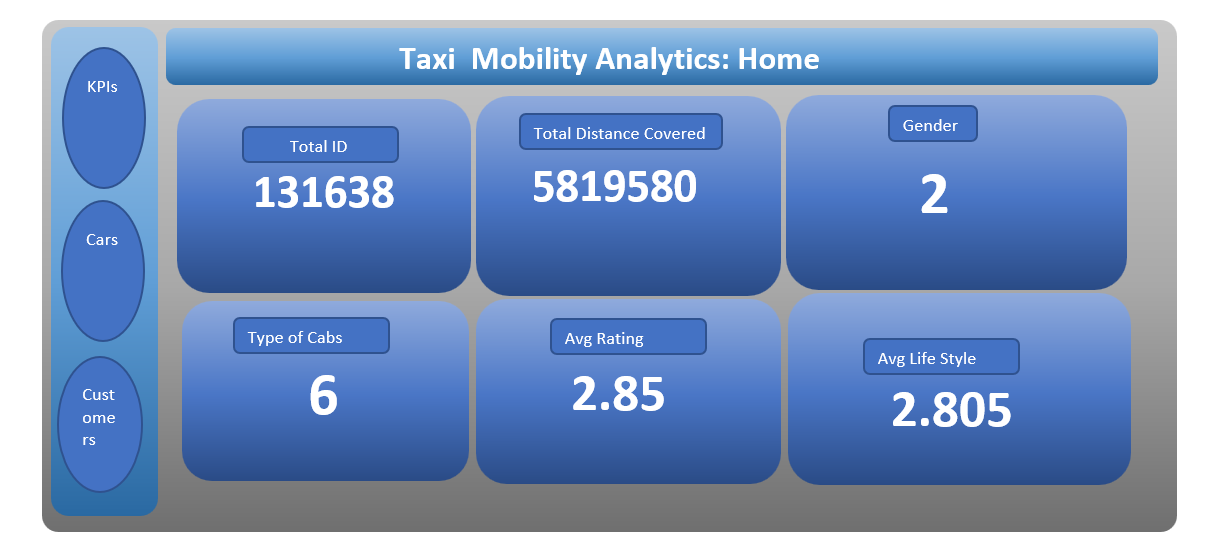 Taxi  Mobility Analytics: Home
KPIs
Cars
Cust
ome
rs
Total ID
131638
Total Distance Covered
5819580
Gender
2
Type of Cabs
6
Avg Rating
2.85
Avg Life Style
2.805